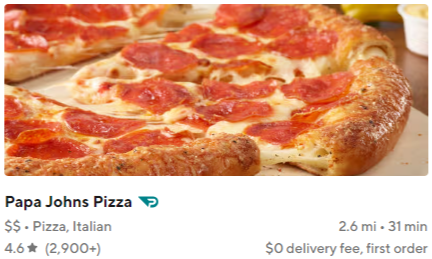 Papa Johns Pizza
$$ • Pizza, Italian 2.6 mi • 31 min
4.6★ (2,900+) $0 delivery fee, first order